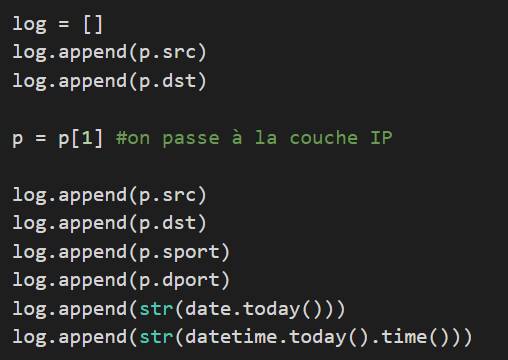 log = []
log.append(p.src)
log.append(p.dst)
p = p[1] #on passe à la couche IP
log.append(p.src)
log.append(p.dst)
log.append(p.sport)
log.append(p.dport)
log.append(str(date.today()))
log.append(str(datetime.today().time()))